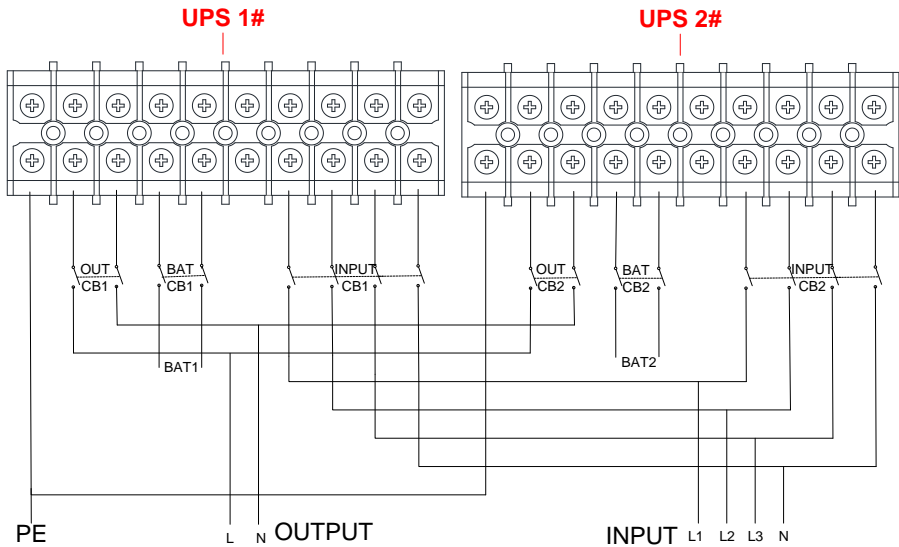 UPS 1#
UPS 2#
OUT CB1
BAT CB1
INPUT CB1
OUT CB2
BAT CB2
INPUT CB2
BAT1
BAT2
PE
L N OUTPUT
INPUT L1 L2 L3 N